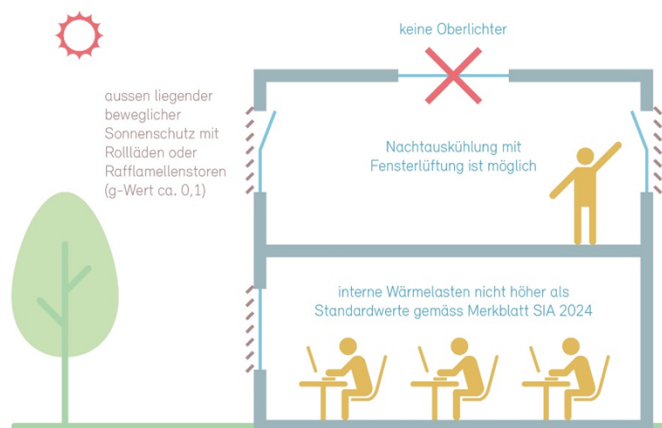 keine Oberlichter
aussen liegender
beweglicher
Sonnenschutz mit
Rollläden oder
Rafflamellenstoren
(g-Wert ca. 0,1)
Nachtauskühlung mit
Fensterlüftung ist möglich
interne Wärmelasten nicht höher als
Standardwerte gemäss Merkblatt SIA 2024